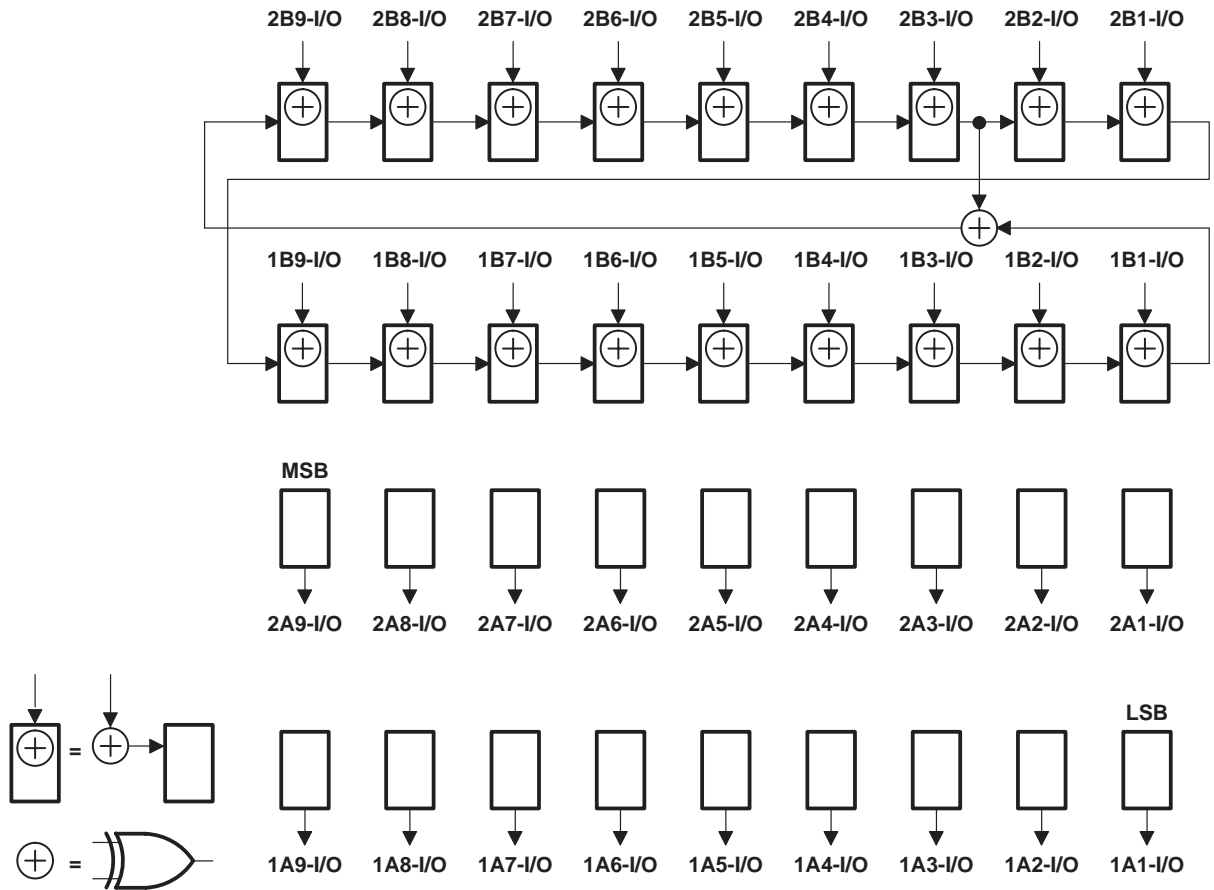 2B9-I/O 2B8-I/O 2B7-I/O 2B6-I/O 2B5-I/O 2B4-I/O 2B3-I/O 2B2-I/O 2B1-I/O
1B9-I/O 1B8-I/O 1B7-I/O 1B6-I/O 1B5-I/O 1B4-I/O 1B3-I/O 1B2-I/O 1B1-I/O
MSB
2A9-I/O 2A8-I/O 2A7-I/O 2A6-I/O 2A5-I/O 2A4-I/O 2A3-I/O 2A2-I/O 2A1-I/O
LSB
=
=
1A9-I/O 1A8-I/O 1A7-I/O 1A6-I/O 1A5-I/O 1A4-I/O 1A3-I/O 1A2-I/O 1A1-I/O